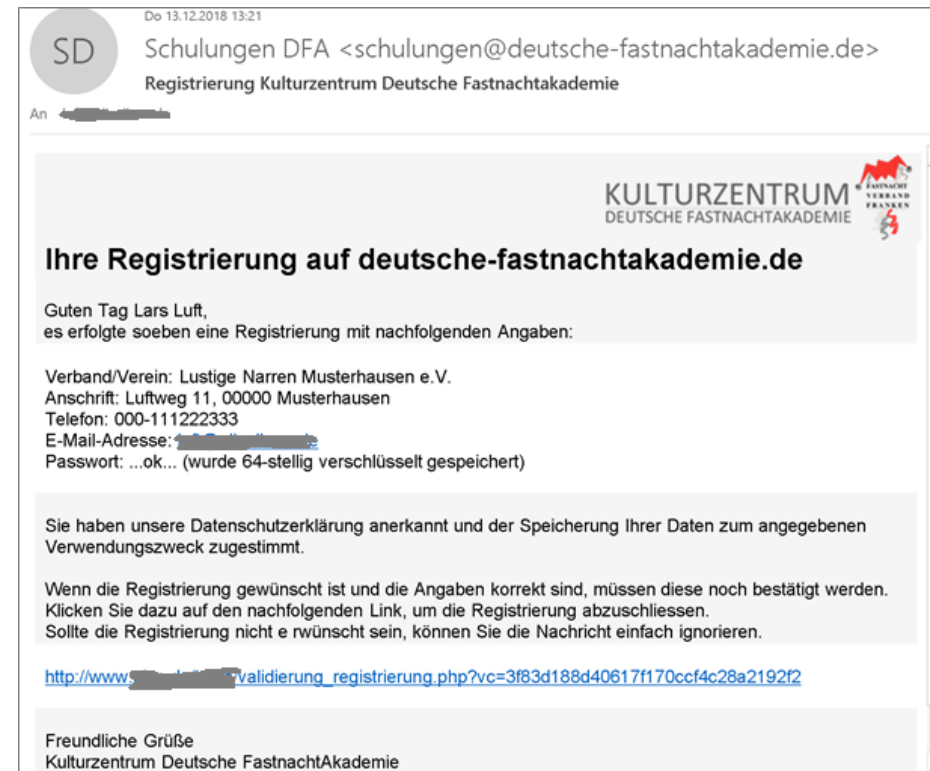 Do 13.12.2018 13:21
SD
Schulungen DFA <schulungen@deutsche-fastnachtakademie.de>
Registrierung Kulturzentrum Deutsche Fastnachtakademie
An
KULTURZENTRUM
DEUTSCHE FASTNACHTAKADEMIE
FASTNACHT
VERBAND
FRANKEN
Ihre Registrierung auf deutsche-fastnachtakademie.de
Guten Tag Lars Luft,
es erfolgte soeben eine Registrierung mit nachfolgenden Angaben:
Verband/Verein: Lustige Narren Musterhausen e.V.
Anschrift: Luftweg 11, 00000 Musterhausen
Telefon: 000-111222333
E-Mail-Adresse:
Passwort: ...ok... (wurde 64-stellig verschlüsselt gespeichert)
Sie haben unsere Datenschutzerklärung anerkannt und der Speicherung Ihrer Daten zum angegebenen
Verwendungszweck zugestimmt.
Wenn die Registrierung gewünscht ist und die Angaben korrekt sind, müssen diese noch bestätigt werden.
Klicken Sie dazu auf den nachfolgenden Link, um die Registrierung abzuschliessen.
Sollte die Registrierung nicht e rwünscht sein, können Sie die Nachricht einfach ignorieren.
http://www. /validierung_registrierung.php?vc=3f83d188d40617f170ccf4c28a2192f2
Freundliche Grüße
Kulturzentrum Deutsche FastnachtAkademie